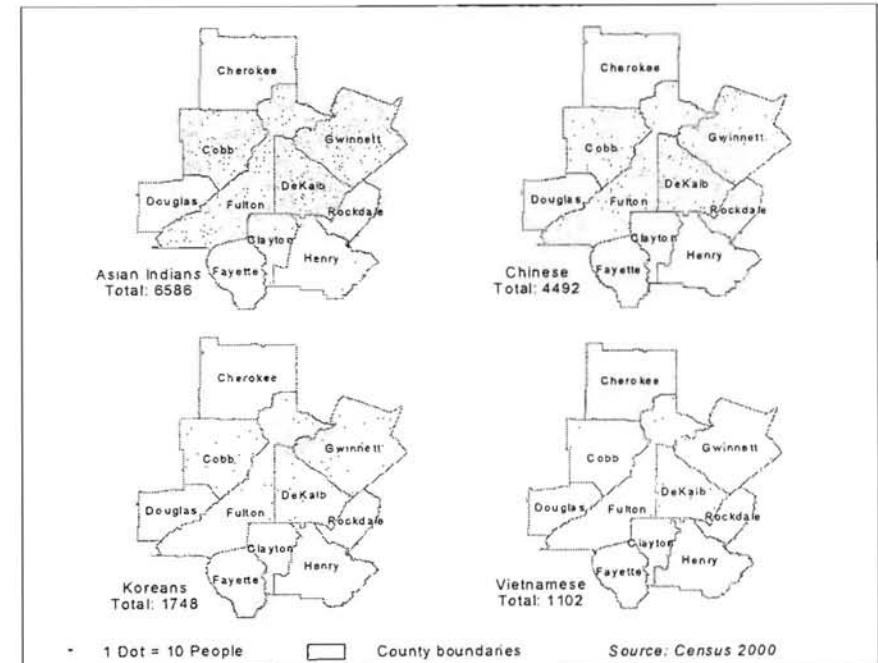 Cherokee
Cobb
Gwinnett
DeKalb
Douglas
Fulton
Rockdale
Clayton
Fayette
Henry
Asian Indians
Total: 6586
Cherokee
Cobb
Gwinnett
DeKalb
Douglas
Fulton
Rockdale
Clayton
Fayette
Henry
Chinese
Total: 4492
Cherokee
Cobb
Gwinnett
DeKalb
Douglas
Fulton
Rockdale
Clayton
Fayette
Henry
Koreans
Total: 1748
Cherokee
Cobb
Gwinnett
DeKalb
Douglas
Fulton
Rockdale
Clayton
Fayette
Henry
Vietnamese
Total: 1102
1 Dot = 10 People
County boundaries
Source: Census 2000